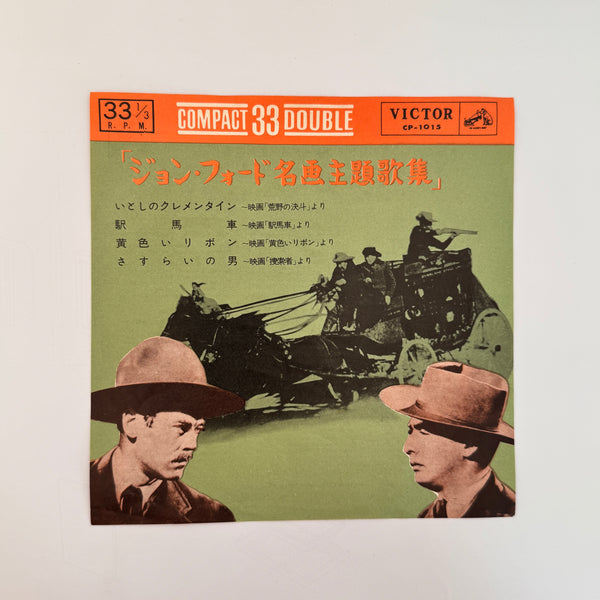 33 1/3
R. P. M.
COMPACT 33 DOUBLE
VICTOR
CP-1015
「ジョン・フォード名画主題歌集」
いとしのクレメンタイン ～映画「荒野の決斗」より
駅馬車 ～映画「駅馬車」より
黄色いリボン ～映画「黄色いリボン」より
さすらいの男 ～映画「捜索者」より